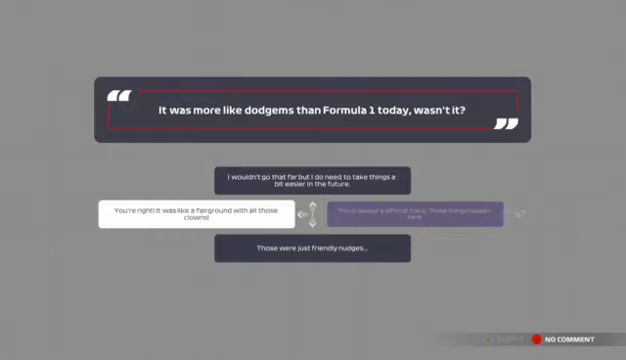 It was more like dodgems than Formula 1 today, wasn't it?
I wouldn't go that far but I do need to take things a
bit easier in the future.
You're right! It was like a fairground with all those
clowns!
This is always a difficult race. These things happen
here.
Those were just friendly nudges...
NO COMMENT